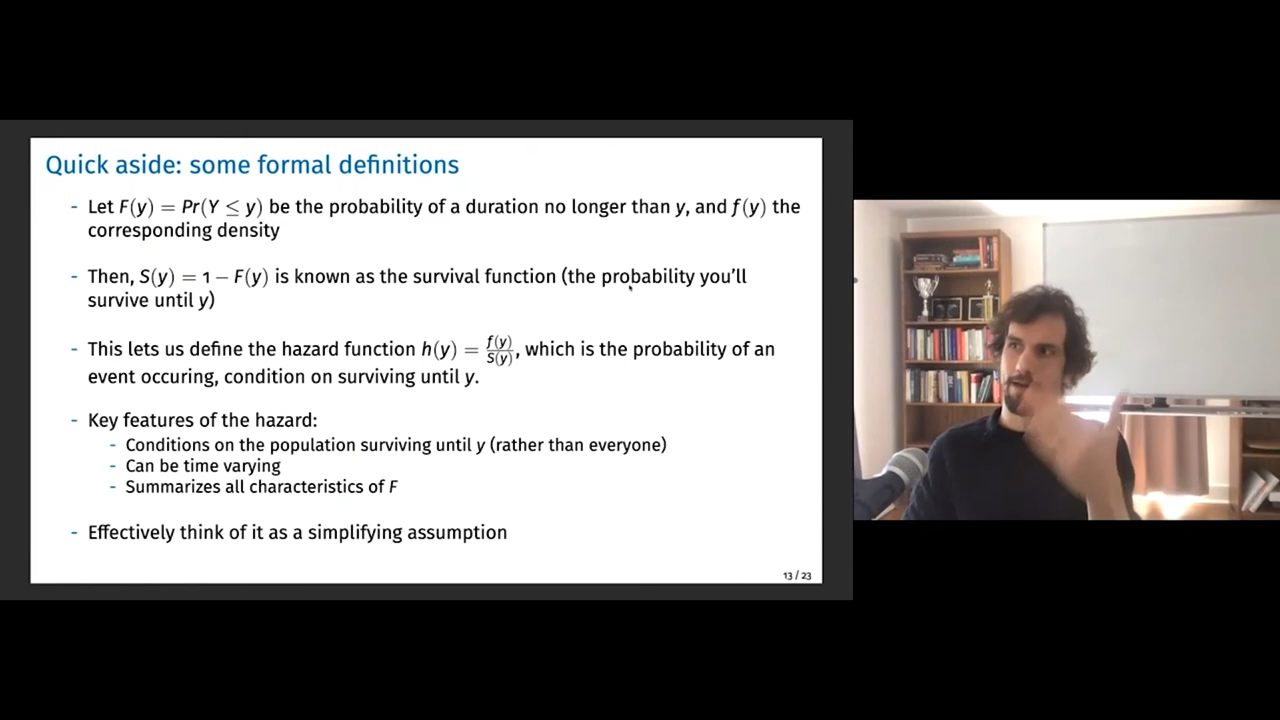 Quick aside: some formal definitions
- Let F(y) = Pr(Y ≤ y) be the probability of a duration no longer than y, and f(y) the
corresponding density
- Then, S(y) = 1 − F(y) is known as the survival function (the probability you'll
survive until y)
- This lets us define the hazard function h(y) = f(y)/S(y), which is the probability of an
event occuring, condition on surviving until y.
- Key features of the hazard:
- Conditions on the population surviving until y (rather than everyone)
- Can be time varying
- Summarizes all characteristics of F
- Effectively think of it as a simplifying assumption
13 / 23